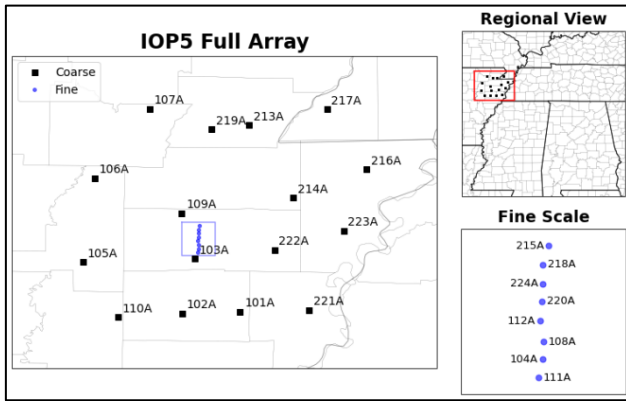 IOP5 Full Array
Coarse
Fine
107A
219A
213A
217A
106A
216A
214A
109A
223A
222A
103A
105A
110A
102A
101A
221A
Regional View
Fine Scale
215A
218A
224A
220A
112A
108A
104A
111A